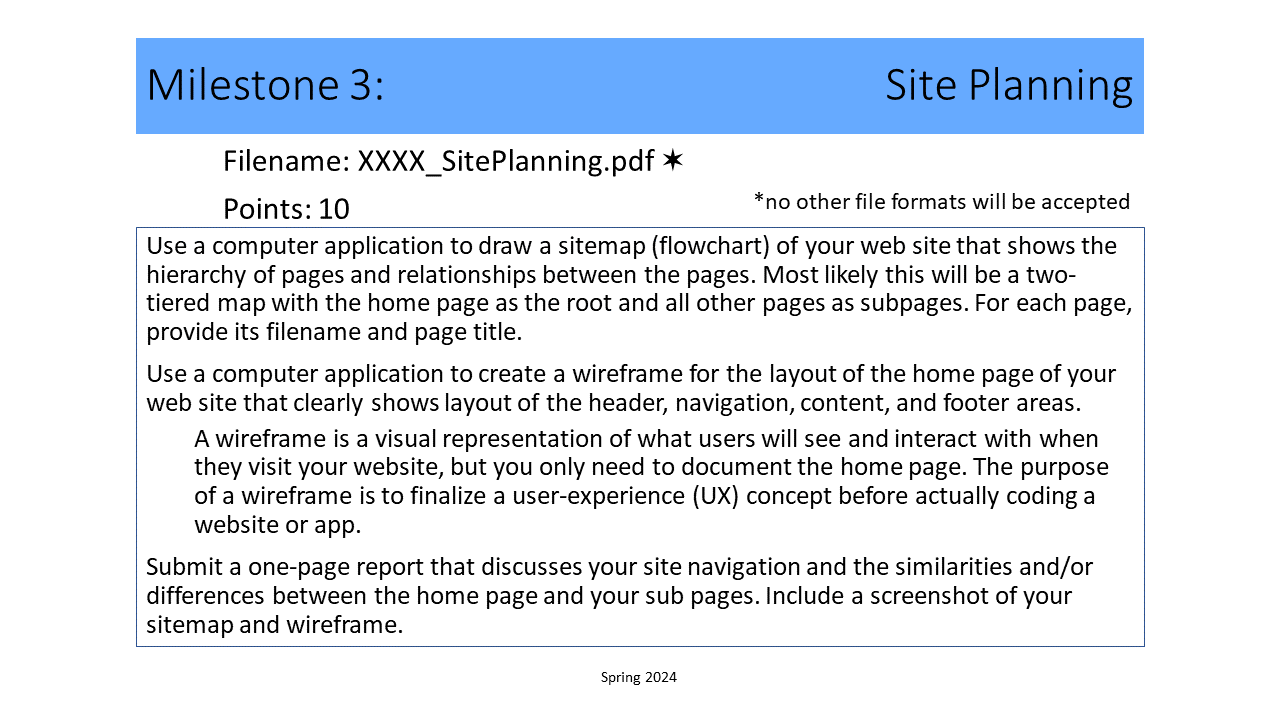 Milestone 3: Site Planning
Filename: XXXX_SitePlanning.pdf ✶
Points: 10
*no other file formats will be accepted
Use a computer application to draw a sitemap (flowchart) of your web site that shows the
hierarchy of pages and relationships between the pages. Most likely this will be a two-
tiered map with the home page as the root and all other pages as subpages. For each page,
provide its filename and page title.
Use a computer application to create a wireframe for the layout of the home page of your
web site that clearly shows layout of the header, navigation, content, and footer areas.
A wireframe is a visual representation of what users will see and interact with when
they visit your website, but you only need to document the home page. The purpose
of a wireframe is to finalize a user-experience (UX) concept before actually coding a
website or app.
Submit a one-page report that discusses your site navigation and the similarities and/or
differences between the home page and your sub pages. Include a screenshot of your
sitemap and wireframe.
Spring 2024